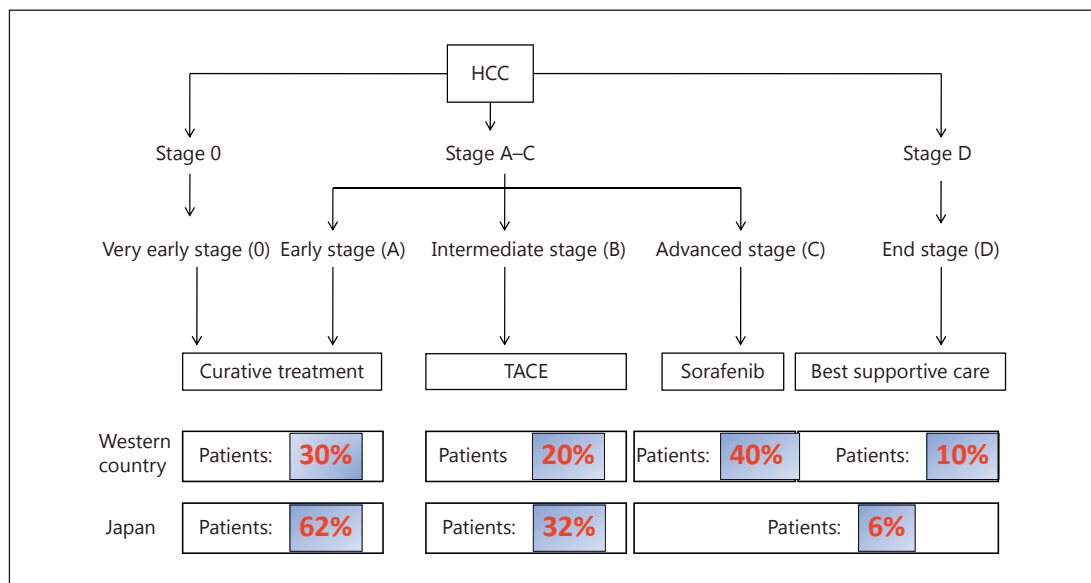 HCC
Stage 0
Stage A–C
Stage D
Very early stage (0)
Early stage (A)
Intermediate stage (B)
Advanced stage (C)
End stage (D)
Curative treatment
TACE
Sorafenib
Best supportive care
Western
country
Patients: 30%
Patients 20%
Patients: 40%
Patients: 10%
Japan
Patients: 62%
Patients: 32%
Patients: 6%